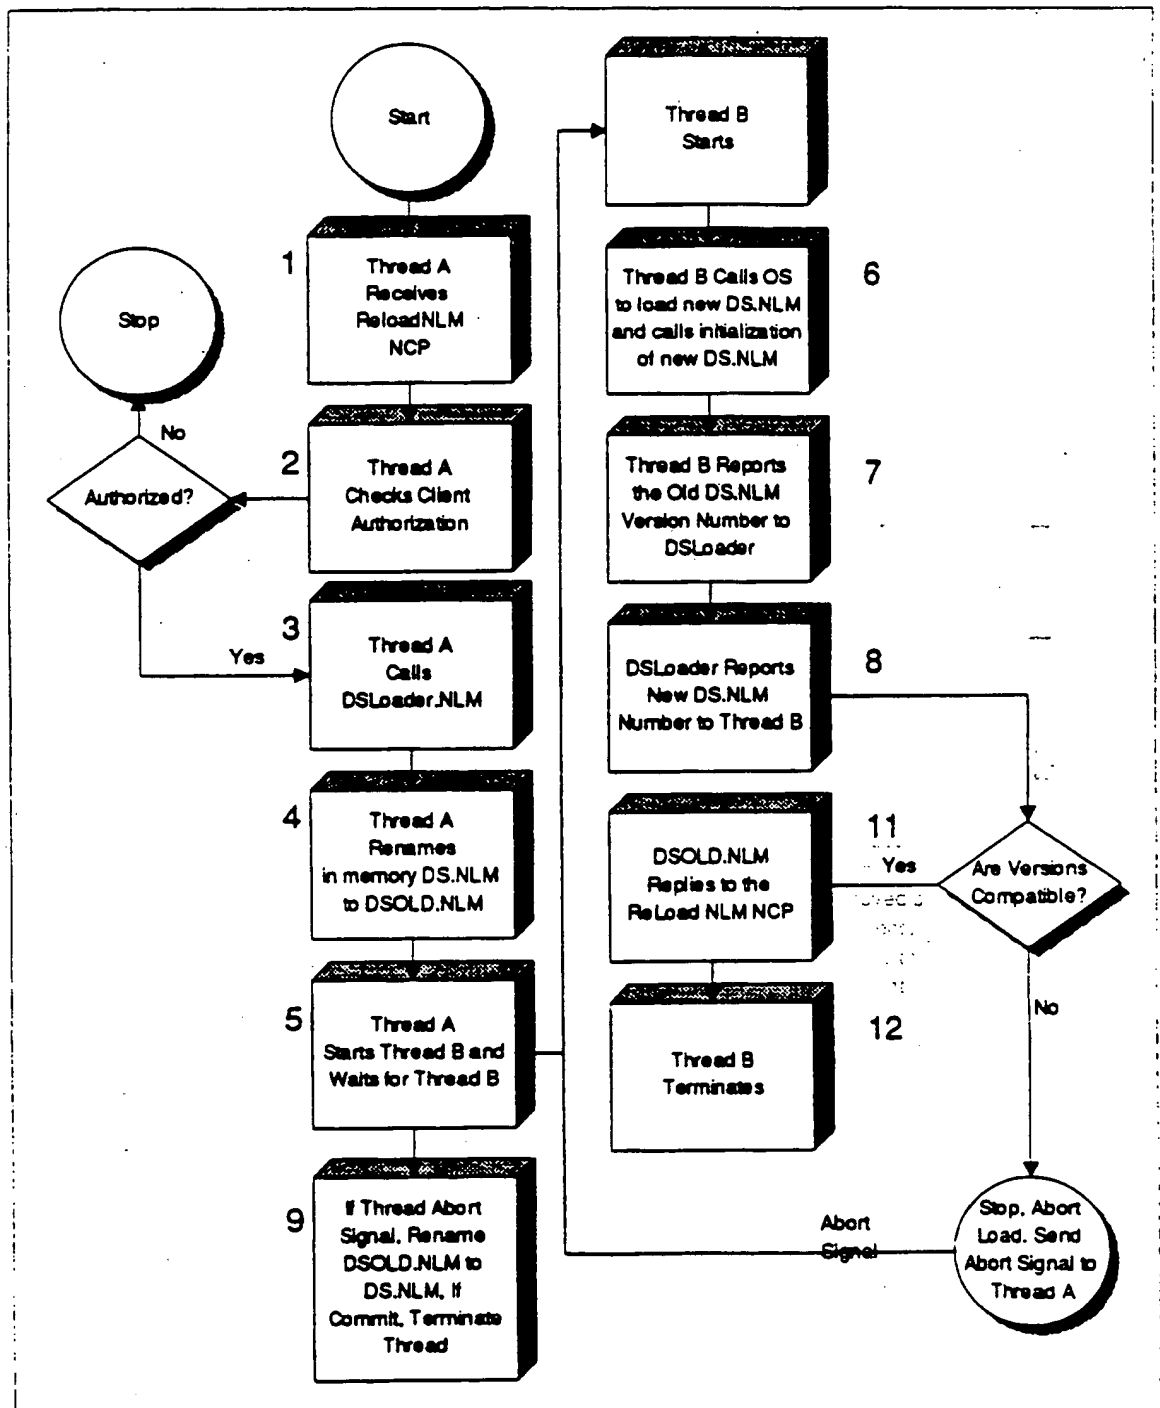 Start
1
Thread A
Receives
ReloadNLM
NCP
Stop
No
2
Thread A
Checks Client
Authorization
Authorized?
Yes
3
Thread A
Calls
DSLoader.NLM
4
Thread A
Renames
in memory DS.NLM
to DSOLD.NLM
5
Thread A
Starts Thread B and
Waits for Thread B
9
If Thread Abort
Signal, Rename
DSOLD.NLM to
DS.NLM, If
Commit, Terminate
Thread
Thread B
Starts
6
Thread B Calls OS
to load new DS.NLM
and calls initialization
of new DS.NLM
7
Thread B Reports
the Old DS.NLM
Version Number to
DSLoader
8
DSLoader Reports
New DS.NLM
Number to Thread B
11
DSOLD.NLM
Replies to the
ReLoad NLM NCP
Yes
Are Versions
Compatible?
12
Thread B
Terminates
No
Abort
Signal
Stop, Abort
Load. Send
Abort Signal to
Thread A